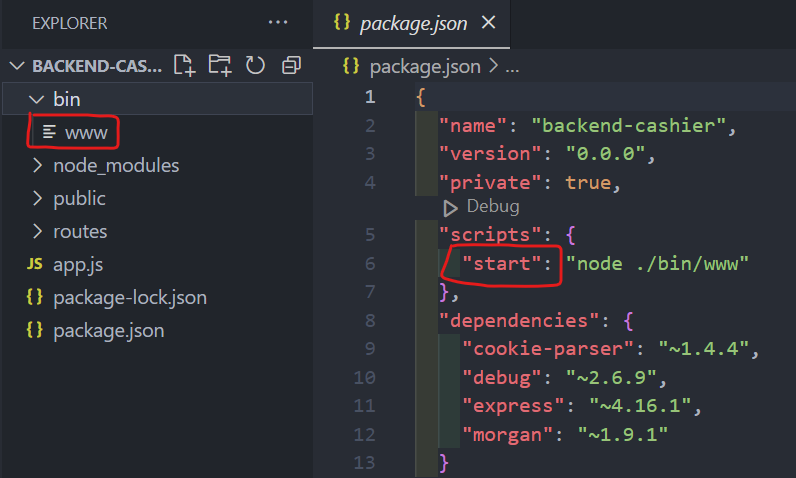 EXPLORER
BACKEND-CAS...
bin
www
node_modules
public
routes
JS app.js
{} package-lock.json
{} package.json
{} package.json
{} package.json > ...
1 {
2 "name": "backend-cashier",
3 "version": "0.0.0",
4 "private": true,
Debug
5 "scripts": {
6 "start": "node ./bin/www"
7 },
8 "dependencies": {
9 "cookie-parser": "~1.4.4",
10 "debug": "~2.6.9",
11 "express": "~4.16.1",
12 "morgan": "~1.9.1"
13 }